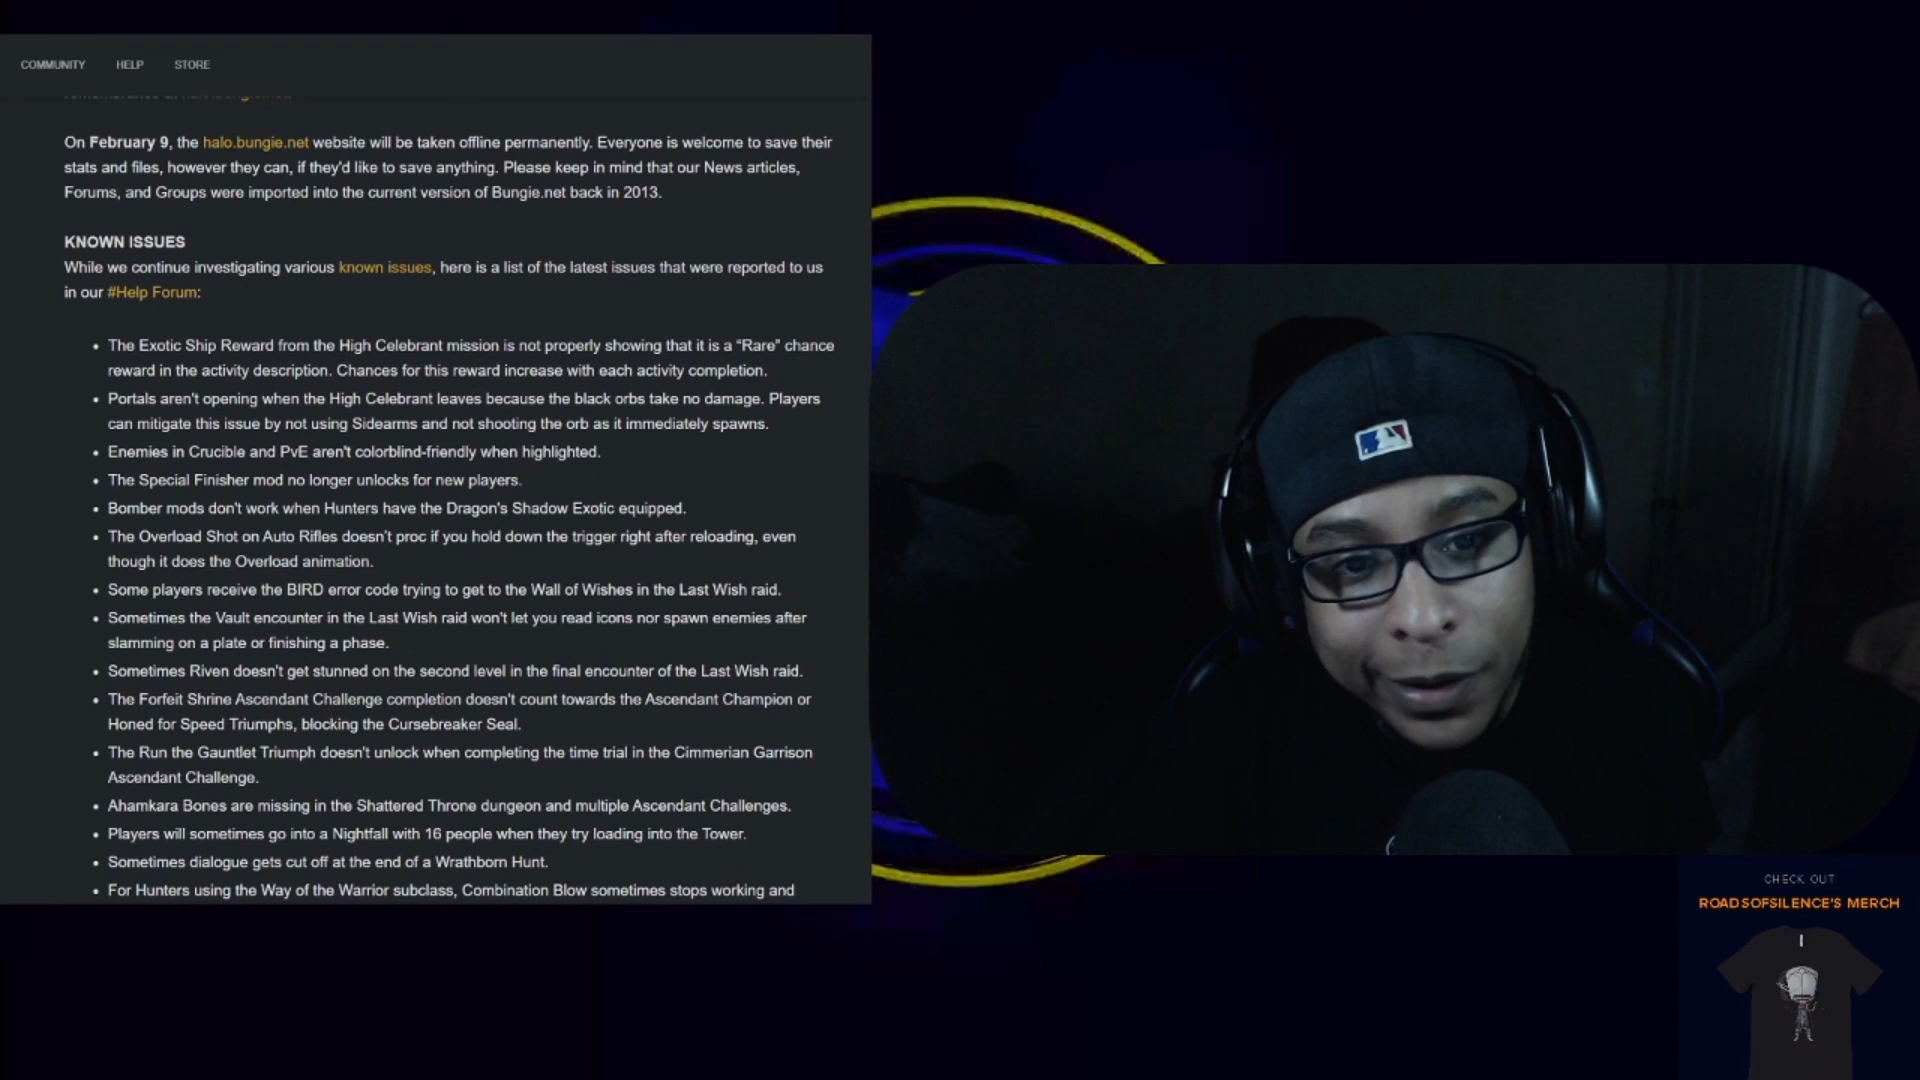 COMMUNITY HELP STORE
On February 9, the halo.bungie.net website will be taken offline permanently. Everyone is welcome to save their
stats and files, however they can, if they'd like to save anything. Please keep in mind that our News articles,
Forums, and Groups were imported into the current version of Bungie.net back in 2013.
KNOWN ISSUES
While we continue investigating various known issues, here is a list of the latest issues that were reported to us
in our #Help Forum:
• The Exotic Ship Reward from the High Celebrant mission is not properly showing that it is a “Rare” chance
reward in the activity description. Chances for this reward increase with each activity completion.
• Portals aren't opening when the High Celebrant leaves because the black orbs take no damage. Players
can mitigate this issue by not using Sidearms and not shooting the orb as it immediately spawns.
• Enemies in Crucible and PvE aren't colorblind-friendly when highlighted.
• The Special Finisher mod no longer unlocks for new players.
• Bomber mods don't work when Hunters have the Dragon's Shadow Exotic equipped.
• The Overload Shot on Auto Rifles doesn't proc if you hold down the trigger right after reloading, even
though it does the Overload animation.
• Some players receive the BIRD error code trying to get to the Wall of Wishes in the Last Wish raid.
• Sometimes the Vault encounter in the Last Wish raid won't let you read icons nor spawn enemies after
slamming on a plate or finishing a phase.
• Sometimes Riven doesn't get stunned on the second level in the final encounter of the Last Wish raid.
• The Forfeit Shrine Ascendant Challenge completion doesn't count towards the Ascendant Champion or
Honed for Speed Triumphs, blocking the Cursebreaker Seal.
• The Run the Gauntlet Triumph doesn't unlock when completing the time trial in the Cimmerian Garrison
Ascendant Challenge.
• Ahamkara Bones are missing in the Shattered Throne dungeon and multiple Ascendant Challenges.
• Players will sometimes go into a Nightfall with 16 people when they try loading into the Tower.
• Sometimes dialogue gets cut off at the end of a Wrathborn Hunt.
• For Hunters using the Way of the Warrior subclass, Combination Blow sometimes stops working and
CHECK OUT
ROADSOFSILENCE'S MERCH